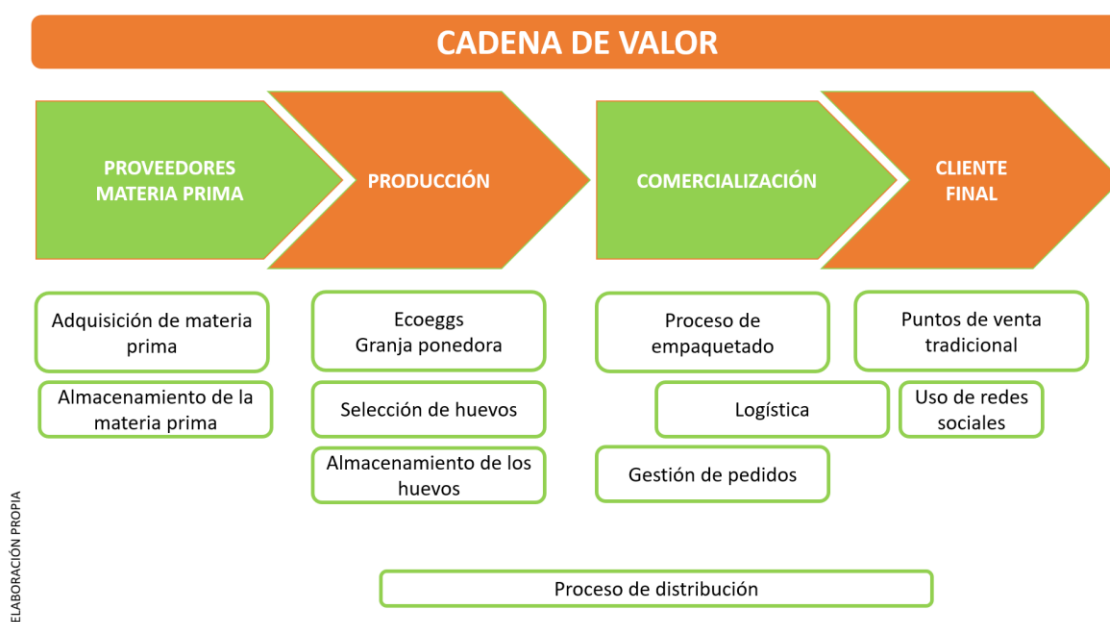 CADENA DE VALOR
PROVEEDORES
MATERIA PRIMA
PRODUCCIÓN
COMERCIALIZACIÓN
CLIENTE
FINAL
Adquisición de materia
prima
Almacenamiento de la
materia prima
Ecoeggs
Granja ponedora
Selección de huevos
Almacenamiento de los
huevos
Proceso de
empaquetado
Logística
Gestión de pedidos
Puntos de venta
tradicional
Uso de redes
sociales
Proceso de distribución
ELABORACIÓN PROPIA